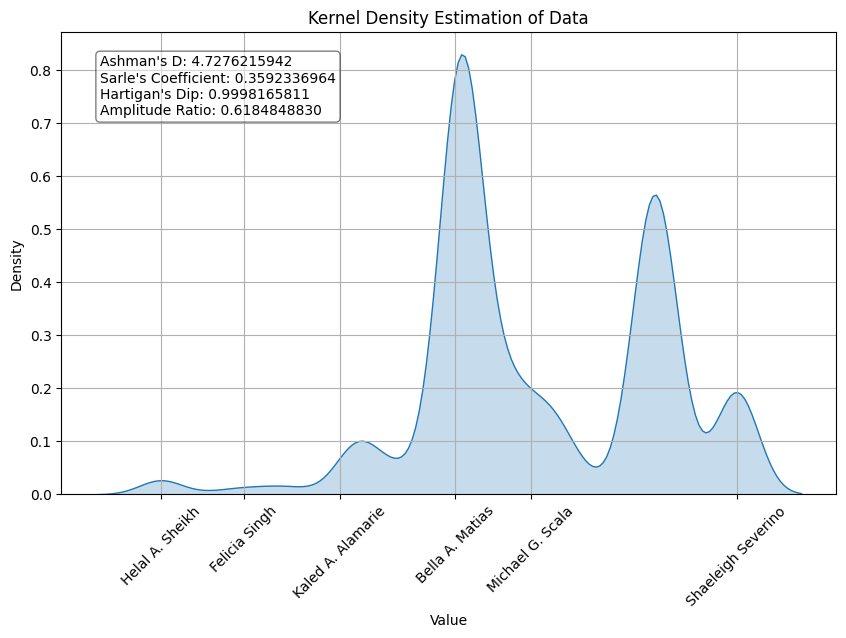 Kernel Density Estimation of Data
Ashman's D: 4.7276215942
Sarle's Coefficient: 0.3592336964
Hartigan's Dip: 0.9998165811
Amplitude Ratio: 0.6184848830
Density
0.8
0.7
0.6
0.5
0.4
0.3
0.2
0.1
0.0
Helal A. Sheikh
Felicia Singh
Kaled A. Alamarie
Bella A. Matias
Michael G. Scala
Shaeleigh Severino
Value